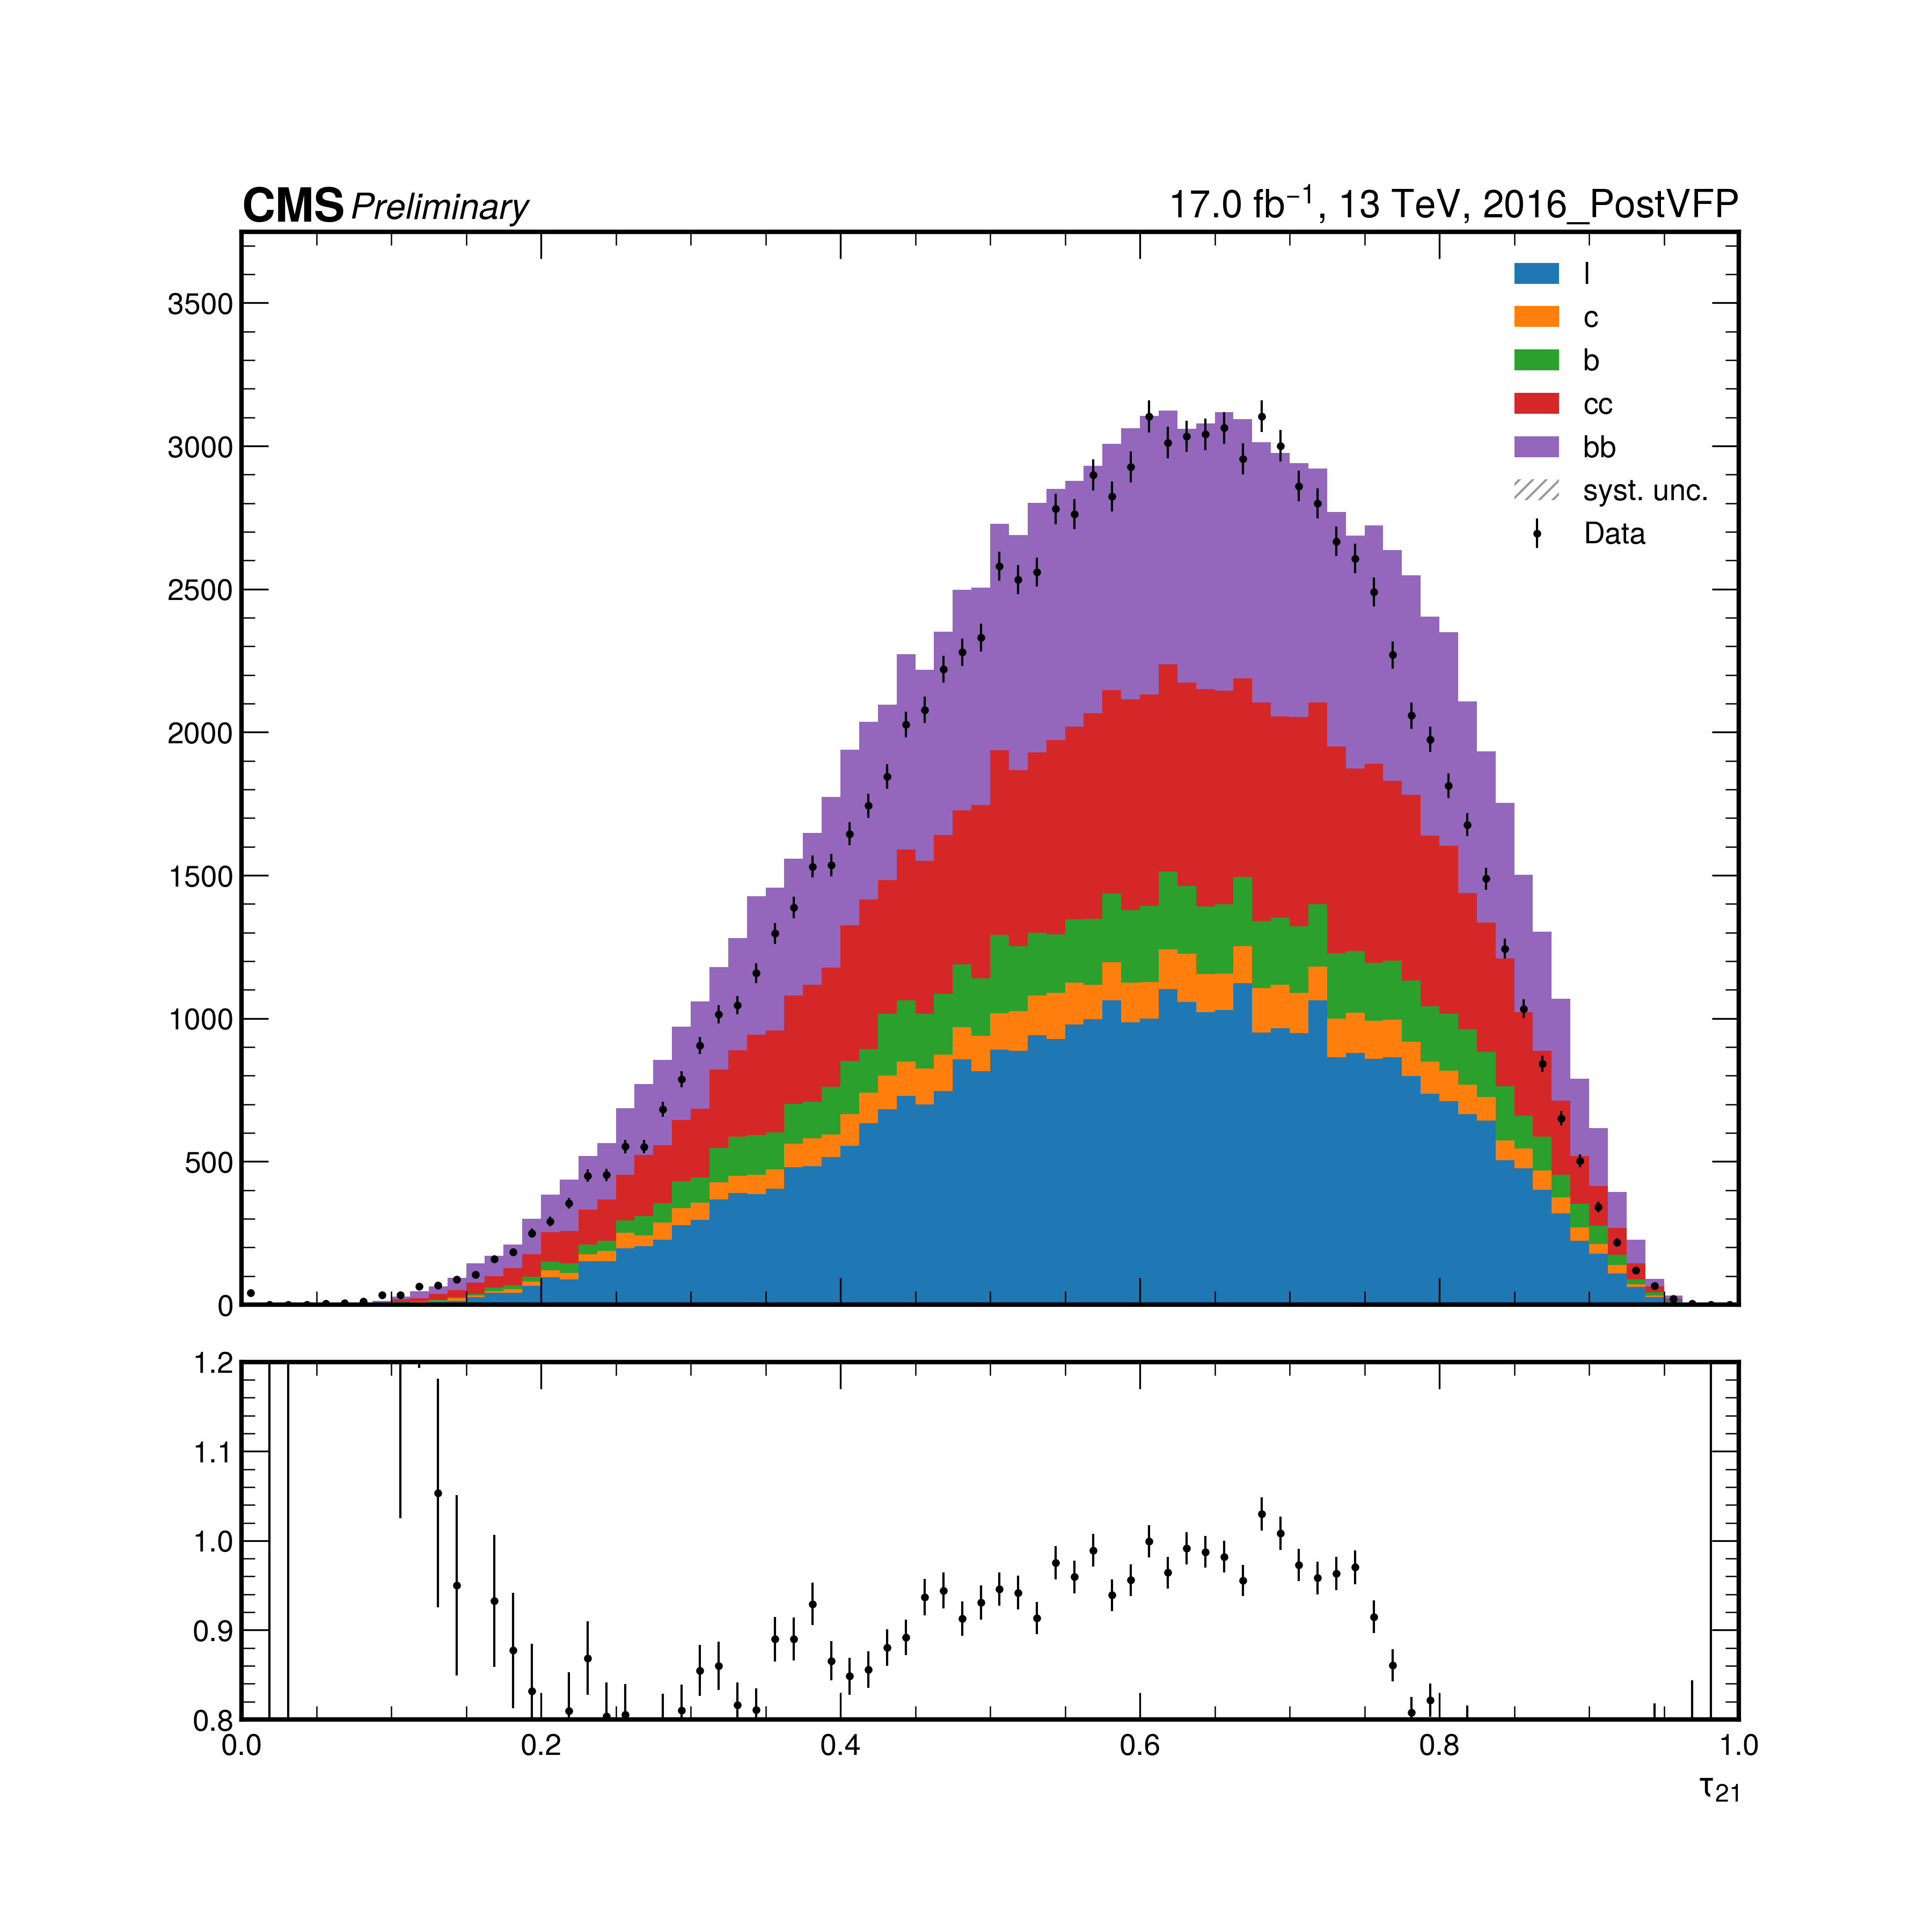 CMS Preliminary 17.0 fb⁻¹, 13 TeV, 2016_PostVFP
l
c
b
cc
bb
syst. unc.
Data
3500
3000
2500
2000
1500
1000
500
0
1.2
1.1
1.0
0.9
0.8
0.0 0.2 0.4 0.6 0.8 1.0
τ₂₁